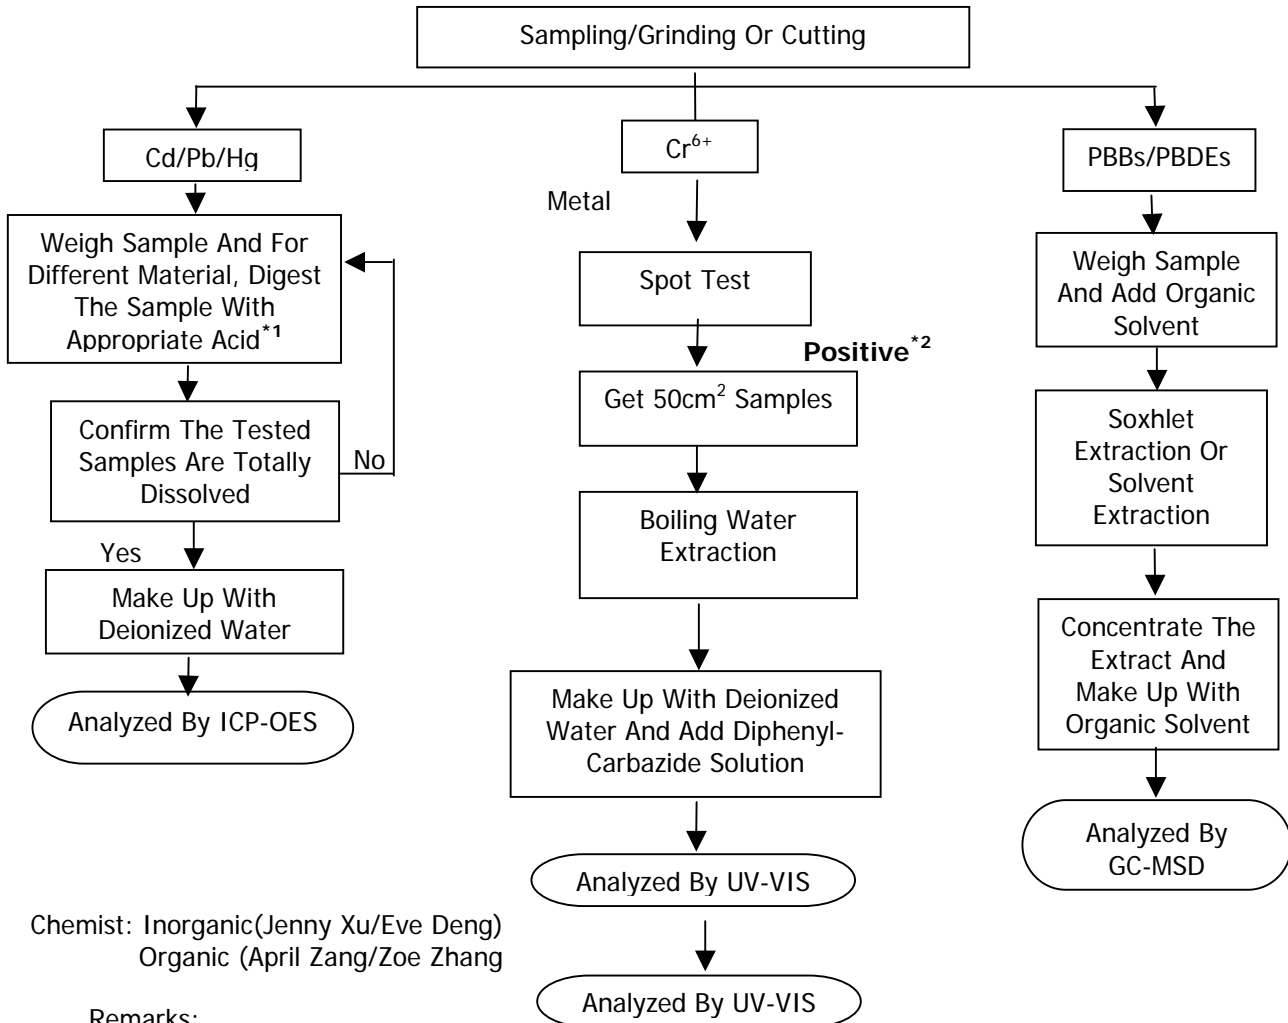 Sampling/Grinding Or Cutting
Cd/Pb/Hg
Weigh Sample And For
Different Material, Digest
The Sample With
Appropriate Acid*1
Confirm The Tested
Samples Are Totally
Dissolved
No
Yes
Make Up With
Deionized Water
Analyzed By ICP-OES
Cr6+
Metal
Spot Test
Positive*2
Get 50cm2 Samples
Boiling Water
Extraction
Make Up With Deionized
Water And Add Diphenyl-
Carbazide Solution
Analyzed By UV-VIS
Analyzed By UV-VIS
PBBs/PBDEs
Weigh Sample
And Add Organic
Solvent
Soxhlet
Extraction Or
Solvent
Extraction
Concentrate The
Extract And
Make Up With
Organic Solvent
Analyzed By
GC-MSD
Chemist: Inorganic(Jenny Xu/Eve Deng)
Organic (April Zang/Zoe Zhang
Remarks: